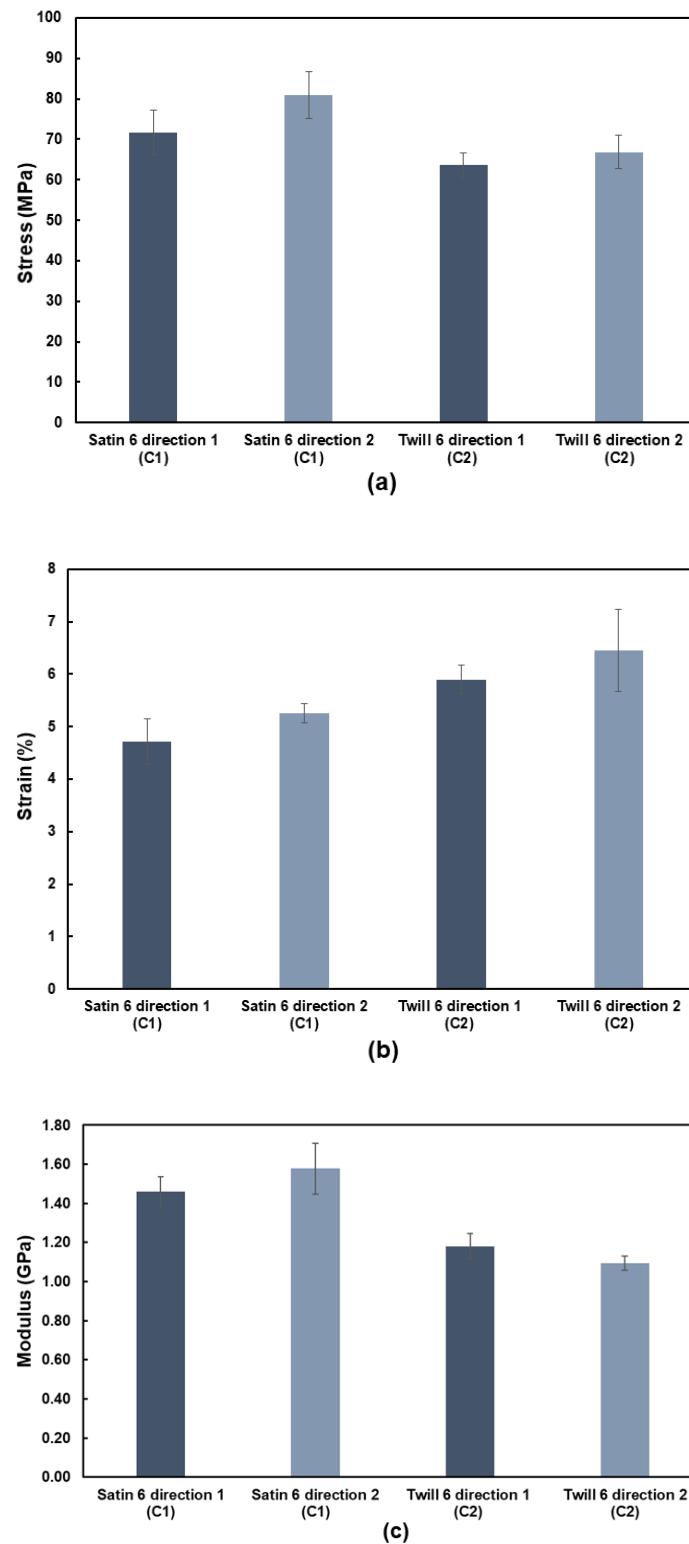 100
90
80
70
60
50
40
30
20
10
0
Stress (MPa)
Satin 6 direction 1
(C1)
Satin 6 direction 2
(C1)
Twill 6 direction 1
(C2)
Twill 6 direction 2
(C2)
(a)
8
7
6
5
4
3
2
1
0
Strain (%)
Satin 6 direction 1
(C1)
Satin 6 direction 2
(C1)
Twill 6 direction 1
(C2)
Twill 6 direction 2
(C2)
(b)
1.80
1.60
1.40
1.20
1.00
0.80
0.60
0.40
0.20
0.00
Modulus (GPa)
Satin 6 direction 1
(C1)
Satin 6 direction 2
(C1)
Twill 6 direction 1
(C2)
Twill 6 direction 2
(C2)
(c)